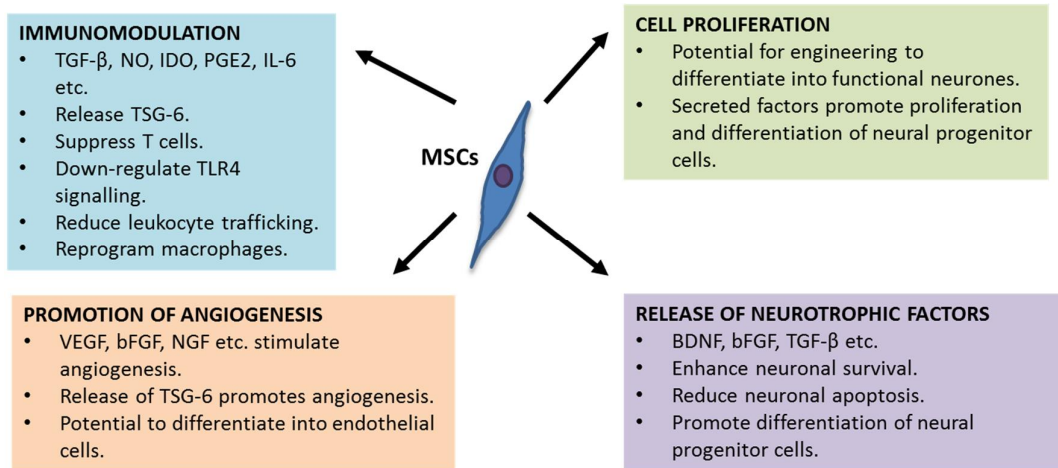 IMMUNOMODULATION
• TGF-β, NO, IDO, PGE2, IL-6
etc.
• Release TSG-6.
• Suppress T cells.
• Down-regulate TLR4
signalling.
• Reduce leukocyte trafficking.
• Reprogram macrophages.
CELL PROLIFERATION
• Potential for engineering to
differentiate into functional neurones.
• Secreted factors promote proliferation
and differentiation of neural progenitor
cells.
MSCs
PROMOTION OF ANGIOGENESIS
• VEGF, bFGF, NGF etc. stimulate
angiogenesis.
• Release of TSG-6 promotes angiogenesis.
• Potential to differentiate into endothelial
cells.
RELEASE OF NEUROTROPHIC FACTORS
• BDNF, bFGF, TGF-β etc.
• Enhance neuronal survival.
• Reduce neuronal apoptosis.
• Promote differentiation of neural
progenitor cells.